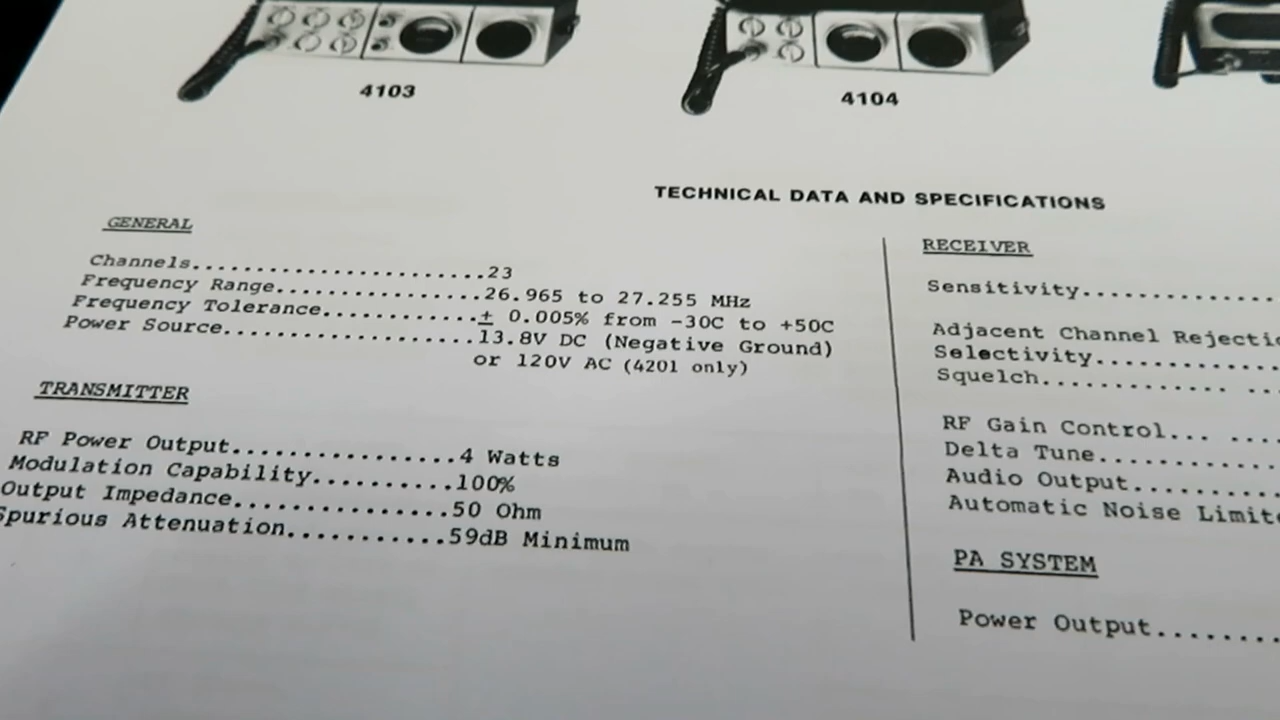 4103
4104
TECHNICAL DATA AND SPECIFICATIONS
GENERAL
Channels.......................23
Frequency Range................26.965 to 27.255 MHz
Frequency Tolerance............± 0.005% from -30C to +50C
Power Source...................13.8V DC (Negative Ground)
or 120V AC (4201 only)
TRANSMITTER
RF Power Output................4 Watts
Modulation Capability..........100%
Output Impedance...............50 Ohm
Spurious Attenuation...........59dB Minimum
RECEIVER
Sensitivity...............
Adjacent Channel
Selectivity..............
Squelch.............. ..
RF Gain Control... ....
Delta Tune..............
Audio Output...........
Automatic Noise
PA SYSTEM
Power Output.........